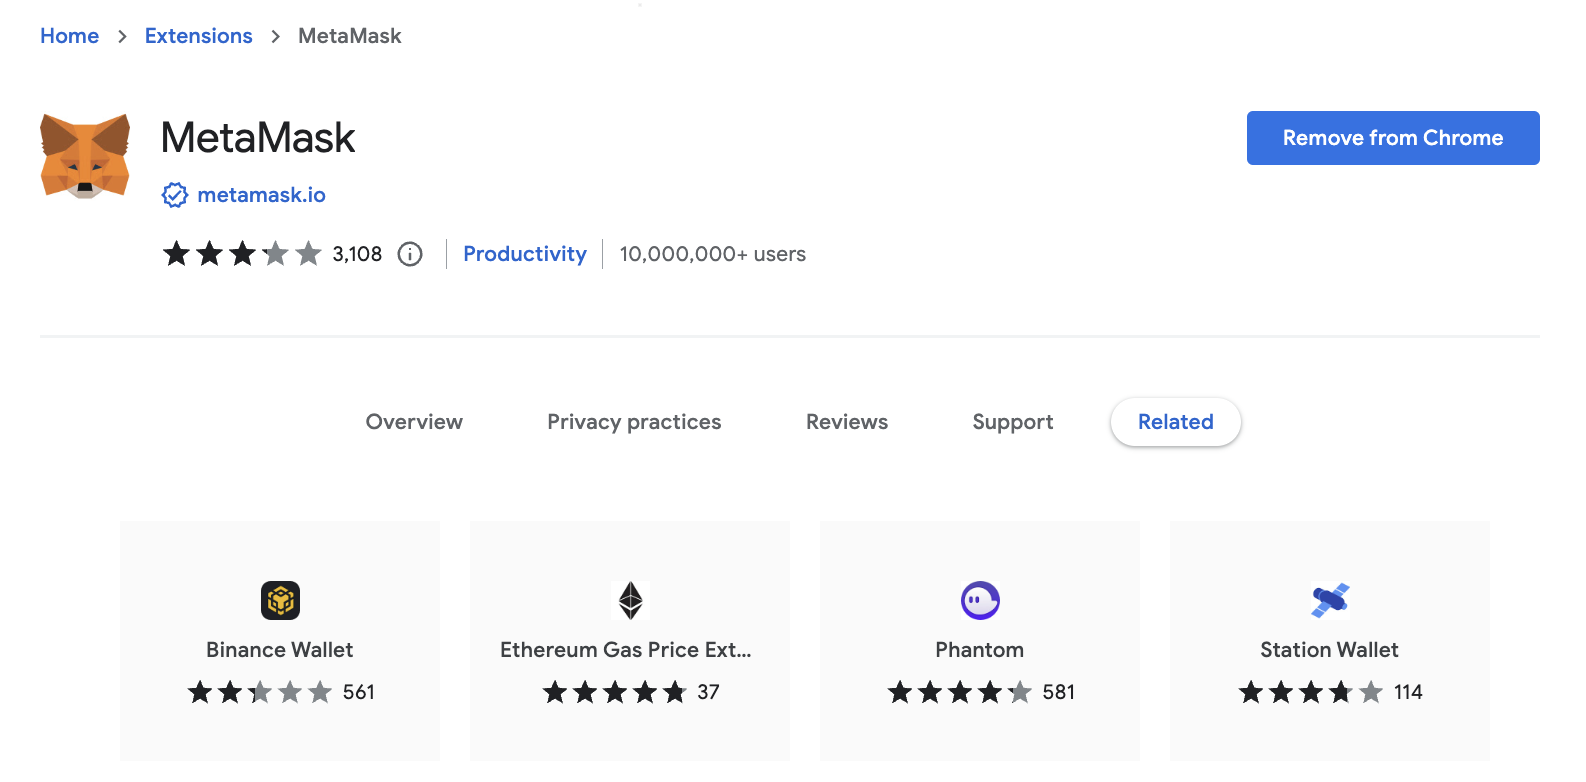 Home > Extensions > MetaMask
MetaMask
Remove from Chrome
metamask.io
3,108 Productivity 10,000,000+ users
Overview Privacy practices Reviews Support Related
Binance Wallet Ethereum Gas Price Ext... Phantom Station Wallet
561 37 581 114